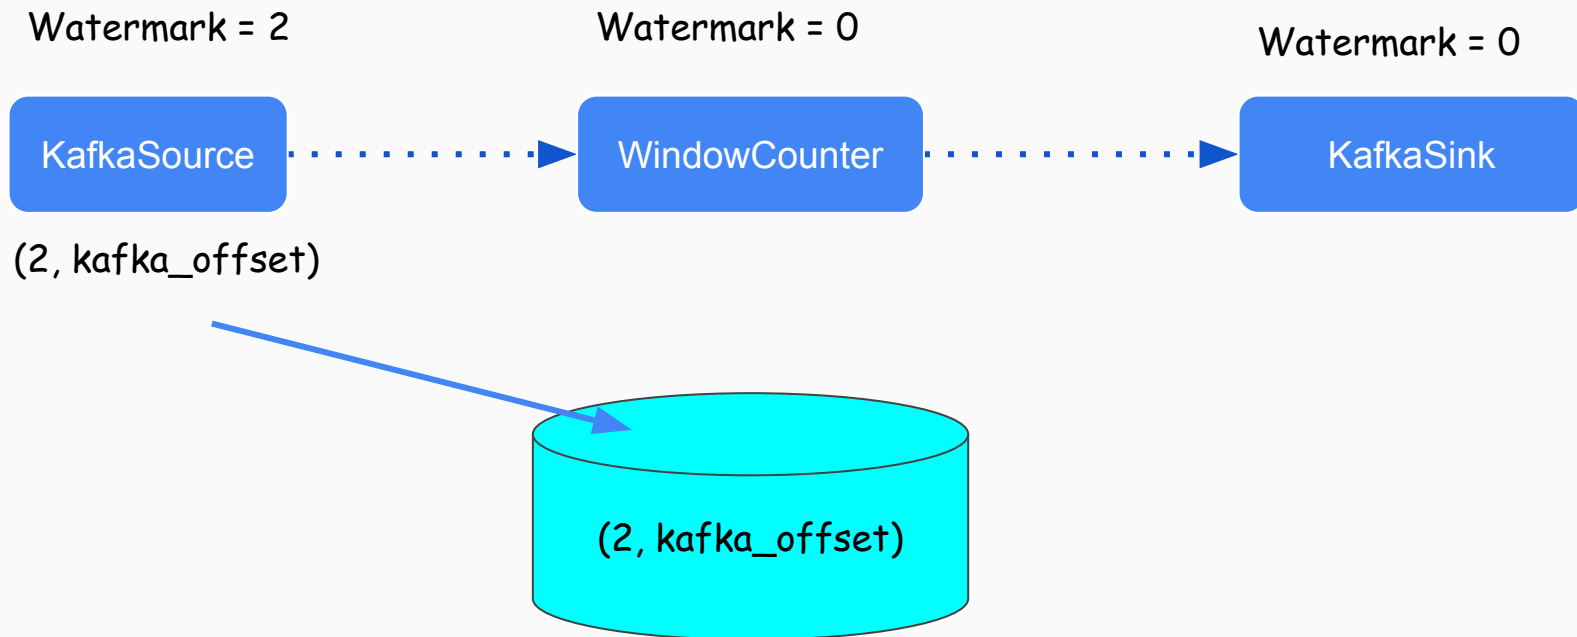 Watermark = 2
Watermark = 0
Watermark = 0
KafkaSource
WindowCounter
KafkaSink
(2, kafka_offset)
(2, kafka_offset)